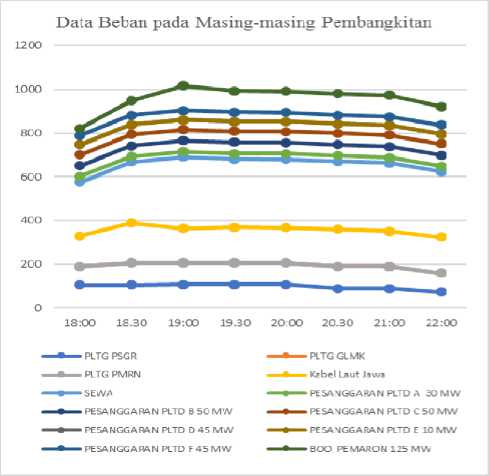 Data Beban pada Masing-masing Pembangkitan
1200
1000
800
600
400
200
0
18:00 18.30 19:00 19.30 20:00 20.30 21:00 22:00
PLTG PSGR PLTG GLMK
PLTG PMRN Kabel Laut Jawa
SEWA PESANGGARAN PLTD A 30 MW
PESANGGARAN PLTD B 50 MW PESANGGARAN PLTD C 50 MW
PESANGGARAN PLTD D 45 MW PESANGGARAN PLTD E 10 MW
PESANGGARAN PLTD F 45 MW BOO PEMARON 125 MW